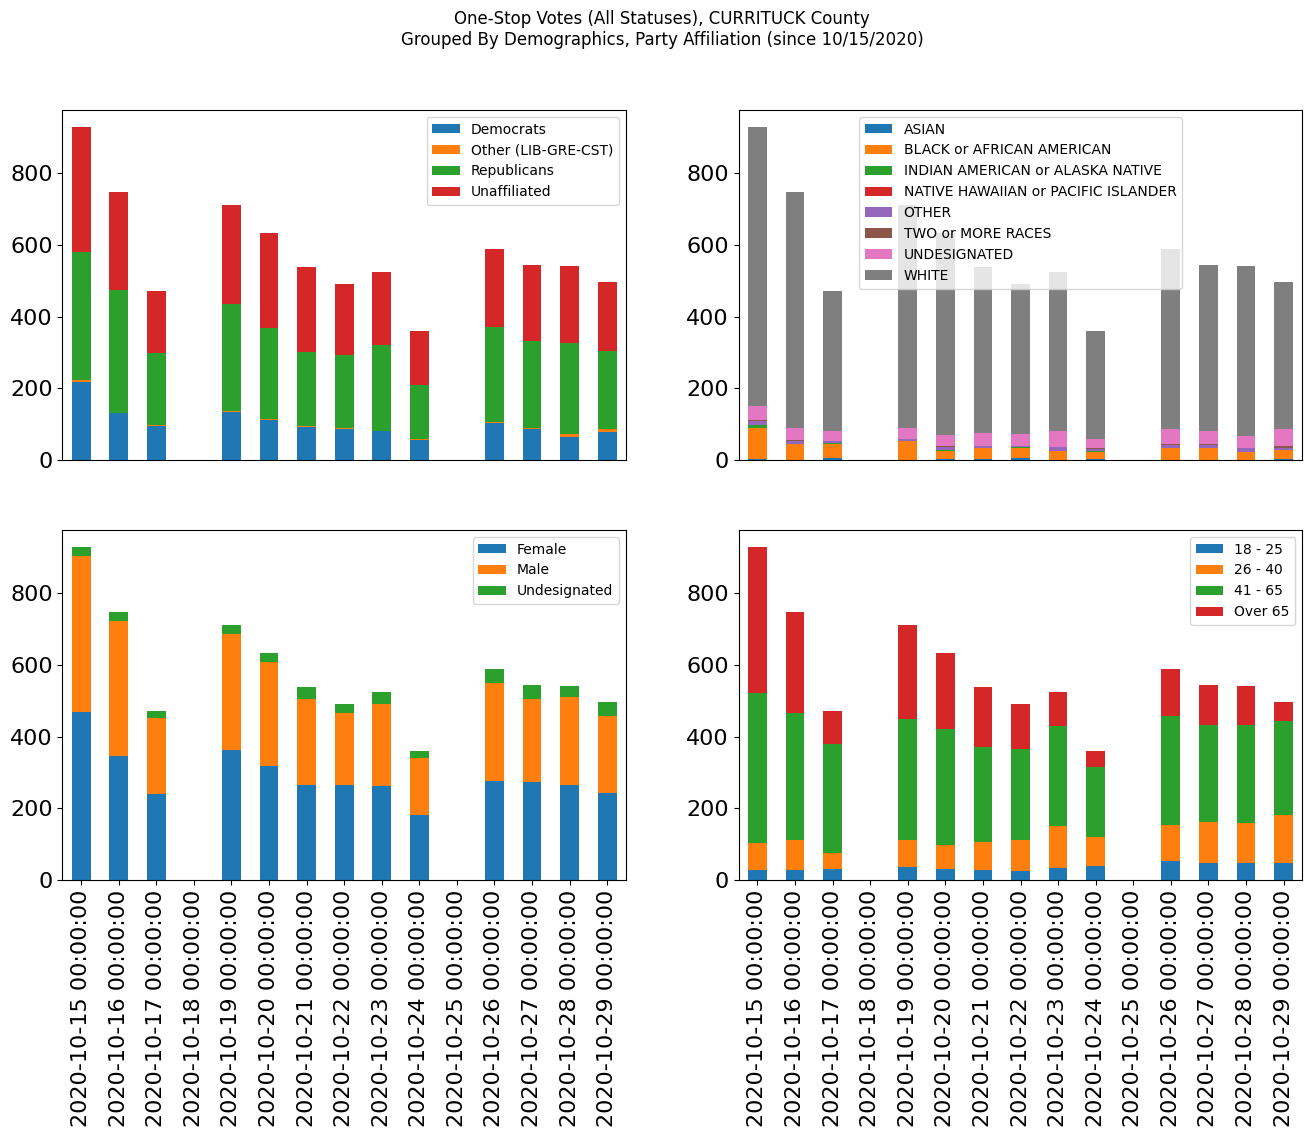 One-Stop Votes (All Statuses), CURRITUCK County
Grouped By Demographics, Party Affiliation (since 10/15/2020)
800
600
400
200
0
Democrats
Other (LIB-GRE-CST)
Republicans
Unaffiliated
800
600
400
200
0
ASIAN
BLACK or AFRICAN AMERICAN
INDIAN AMERICAN or ALASKA NATIVE
NATIVE HAWAIIAN or PACIFIC ISLANDER
OTHER
TWO or MORE RACES
UNDESIGNATED
WHITE
800
600
400
200
0
Female
Male
Undesignated
2020-10-15 00:00:00
2020-10-16 00:00:00
2020-10-17 00:00:00
2020-10-18 00:00:00
2020-10-19 00:00:00
2020-10-20 00:00:00
2020-10-21 00:00:00
2020-10-22 00:00:00
2020-10-23 00:00:00
2020-10-24 00:00:00
2020-10-25 00:00:00
2020-10-26 00:00:00
2020-10-27 00:00:00
2020-10-28 00:00:00
2020-10-29 00:00:00
800
600
400
200
0
18 - 25
26 - 40
41 - 65
Over 65
2020-10-15 00:00:00
2020-10-16 00:00:00
2020-10-17 00:00:00
2020-10-18 00:00:00
2020-10-19 00:00:00
2020-10-20 00:00:00
2020-10-21 00:00:00
2020-10-22 00:00:00
2020-10-23 00:00:00
2020-10-24 00:00:00
2020-10-25 00:00:00
2020-10-26 00:00:00
2020-10-27 00:00:00
2020-10-28 00:00:00
2020-10-29 00:00:00